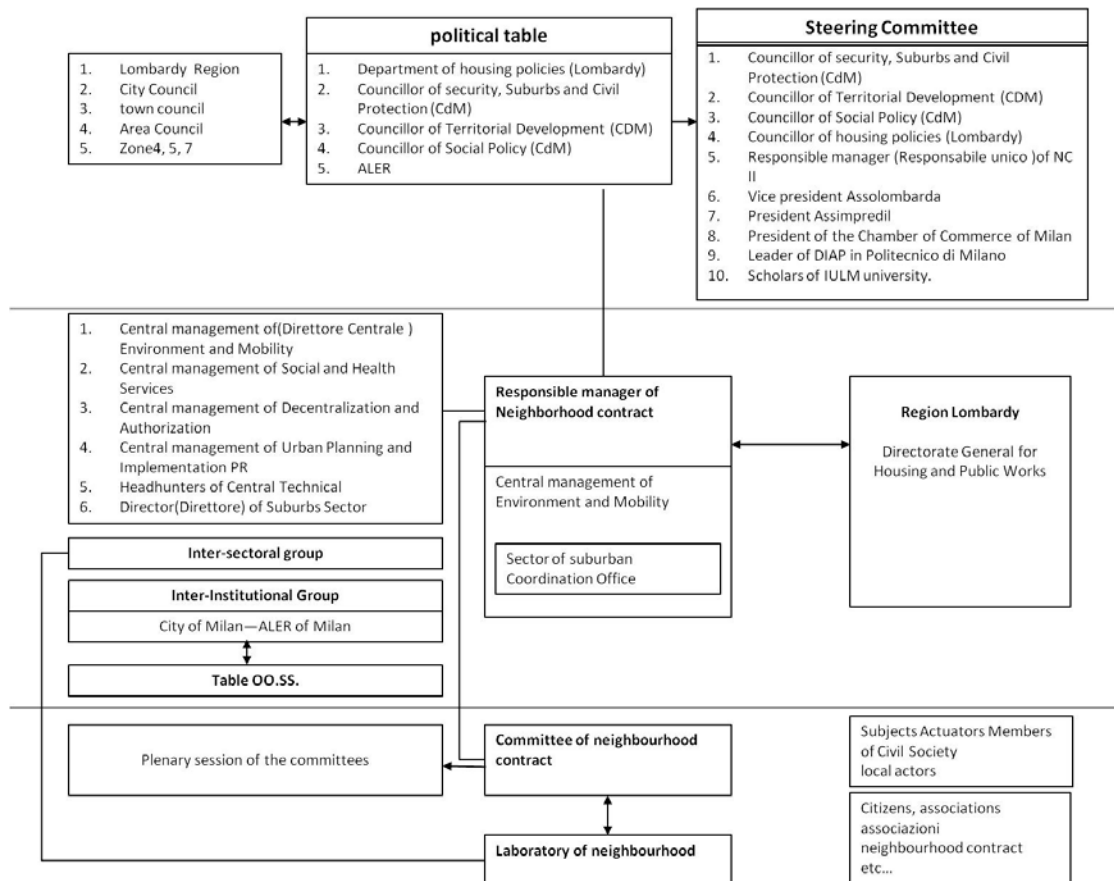 1. Lombardy Region
2. City Council
3. town council
4. Area Council
5. Zone4, 5, 7
political table
1. Department of housing policies (Lombardy)
2. Councillor of security, Suburbs and Civil
Protection (CdM)
3. Councillor of Territorial Development (CDM)
4. Councillor of Social Policy (CdM)
5. ALER
Steering Committee
1. Councillor of security, Suburbs and Civil
Protection (CdM)
2. Councillor of Territorial Development (CDM)
3. Councillor of Social Policy (CdM)
4. Councillor of housing policies (Lombardy)
5. Responsible manager (Responsabile unico )of NC
II
6. Vice president Assolombarda
7. President Assimpredil
8. President of the Chamber of Commerce of Milan
9. Leader of DIAP in Politecnico di Milano
10. Scholars of IULM university.
1. Central management of(Direttore Centrale )
Environment and Mobility
2. Central management of Social and Health
Services
3. Central management of Decentralization and
Authorization
4. Central management of Urban Planning and
Implementation PR
5. Headhunters of Central Technical
6. Director(Direttore) of Suburbs Sector
Inter-sectoral group
Inter-Institutional Group
City of Milan—ALER of Milan
Table OO.SS.
Responsible manager of
Neighborhood contract
Central management of
Environment and Mobility
Sector of suburban
Coordination Office
Region Lombardy
Directorate General for
Housing and Public Works
Plenary session of the committees
Committee of neighbourhood
contract
Laboratory of neighbourhood
Subjects Actuators Members
of Civil Society
local actors
Citizens, associations
associazioni
neighbourhood contract
etc...